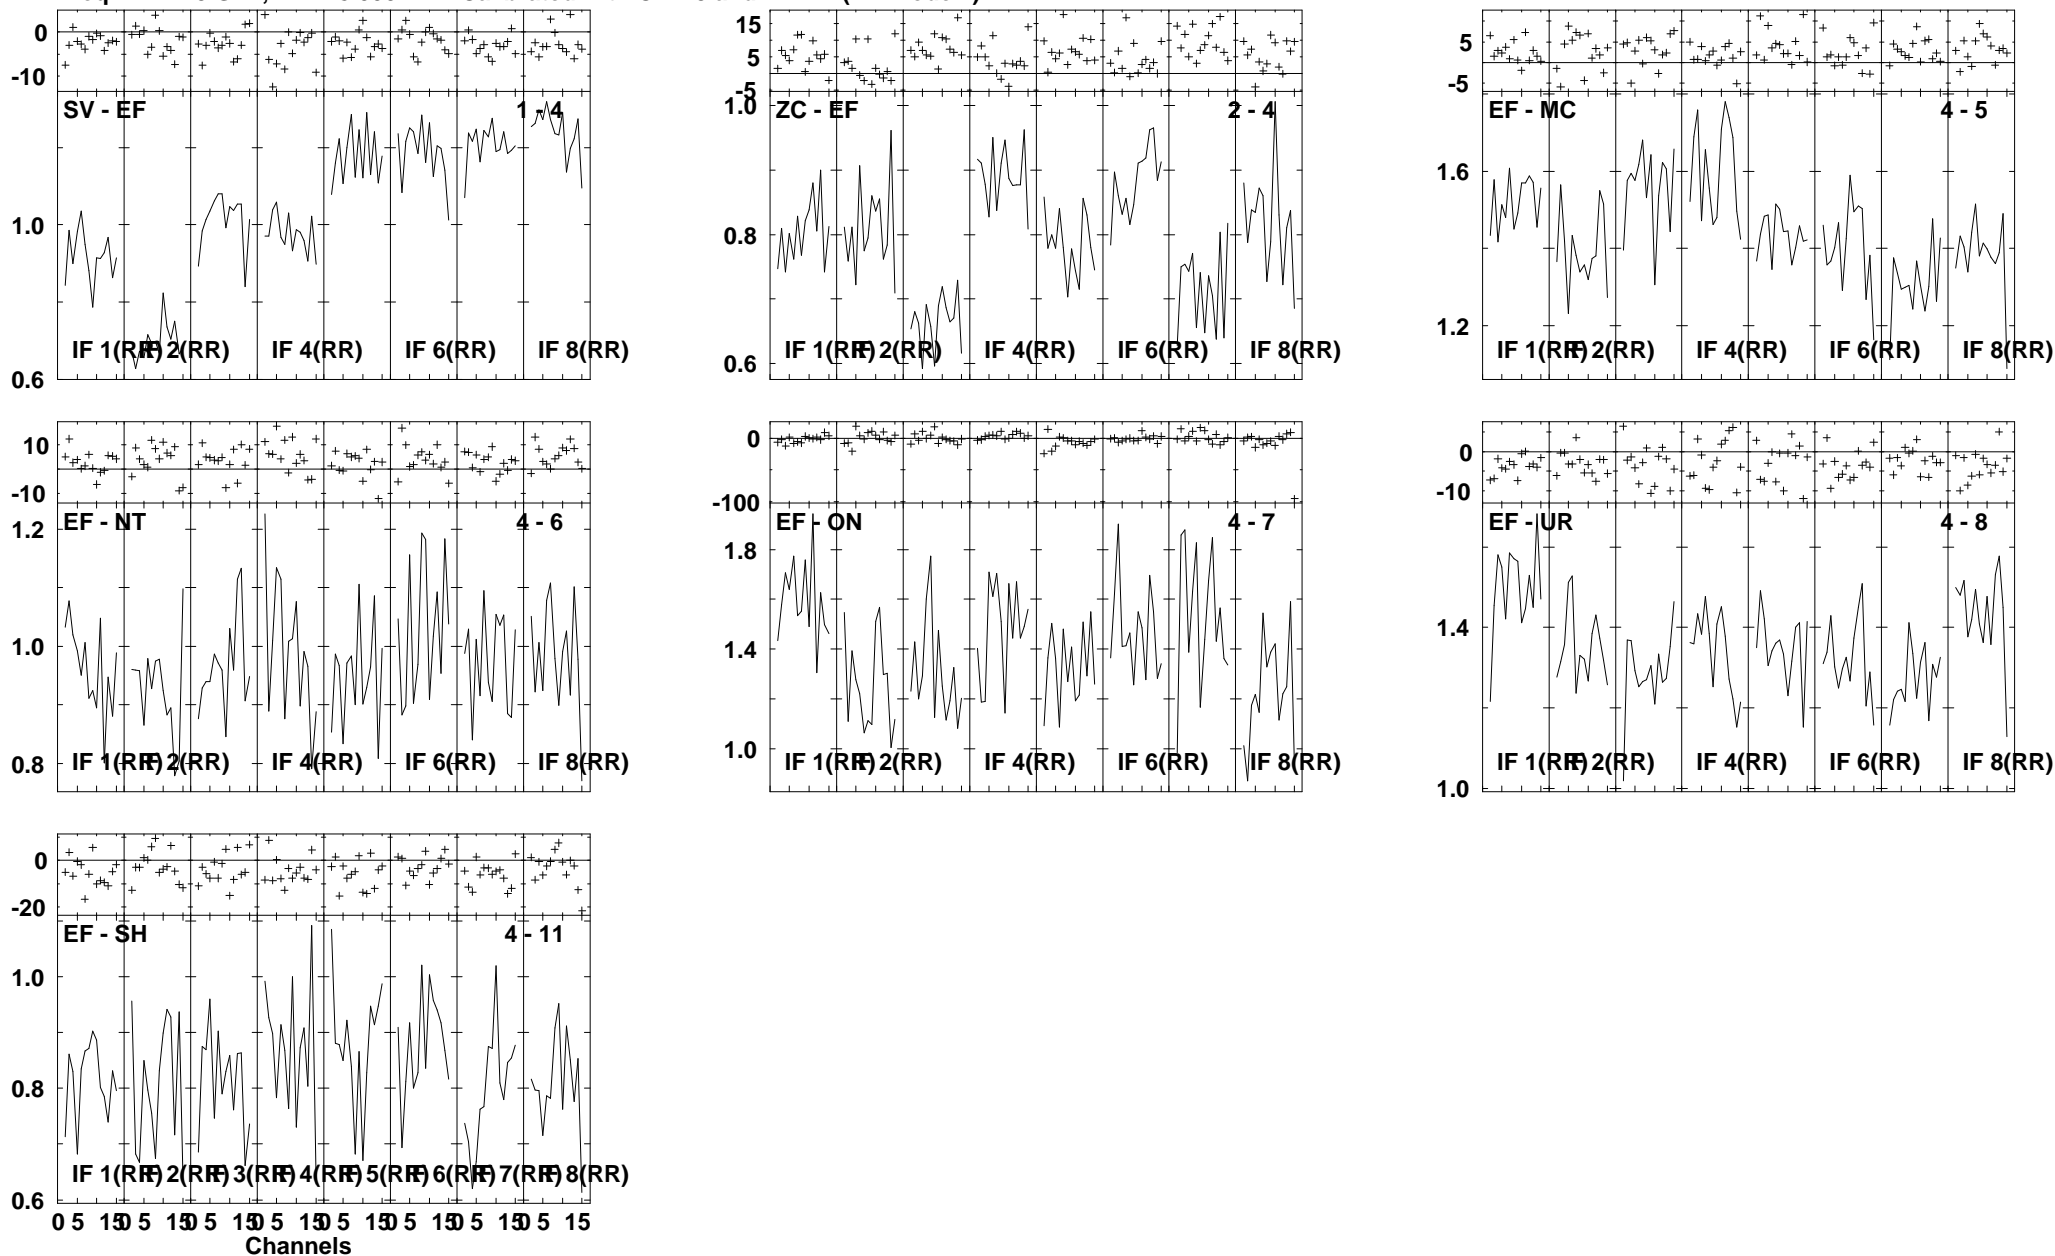 0
-10
SV - EF 1 - 4
1.0
0.6
IF 1(RR) IF 2(RR) IF 4(RR) IF 6(RR) IF 8(RR)
15
5
-5
ZC - EF 2 - 4
1.0
0.8
0.6
IF 1(RR) IF 2(RR) IF 4(RR) IF 6(RR) IF 8(RR)
5
-5
EF - MC 4 - 5
1.6
1.2
IF 1(RR) IF 2(RR) IF 4(RR) IF 6(RR) IF 8(RR)
10
-10
EF - NT 4 - 6
1.2
1.0
0.8
IF 1(RR) IF 2(RR) IF 4(RR) IF 6(RR) IF 8(RR)
0
-100
EF - ON 4 - 7
1.8
1.4
1.0
IF 1(RR) IF 2(RR) IF 4(RR) IF 6(RR) IF 8(RR)
0
-10
EF - UR 4 - 8
1.4
1.0
IF 1(RR) IF 2(RR) IF 4(RR) IF 6(RR) IF 8(RR)
0
-20
EF - SH 4 - 11
1.0
0.8
0.6
IF 1(RR) IF 2(RR) IF 3(RR) IF 4(RR) IF 5(RR) IF 6(RR) IF 7(RR) IF 8(RR)
0 5 15 0 5 15 0 5 15 0 5 15 0 5 15 0 5 15 0 5 15 0 5 15
Channels